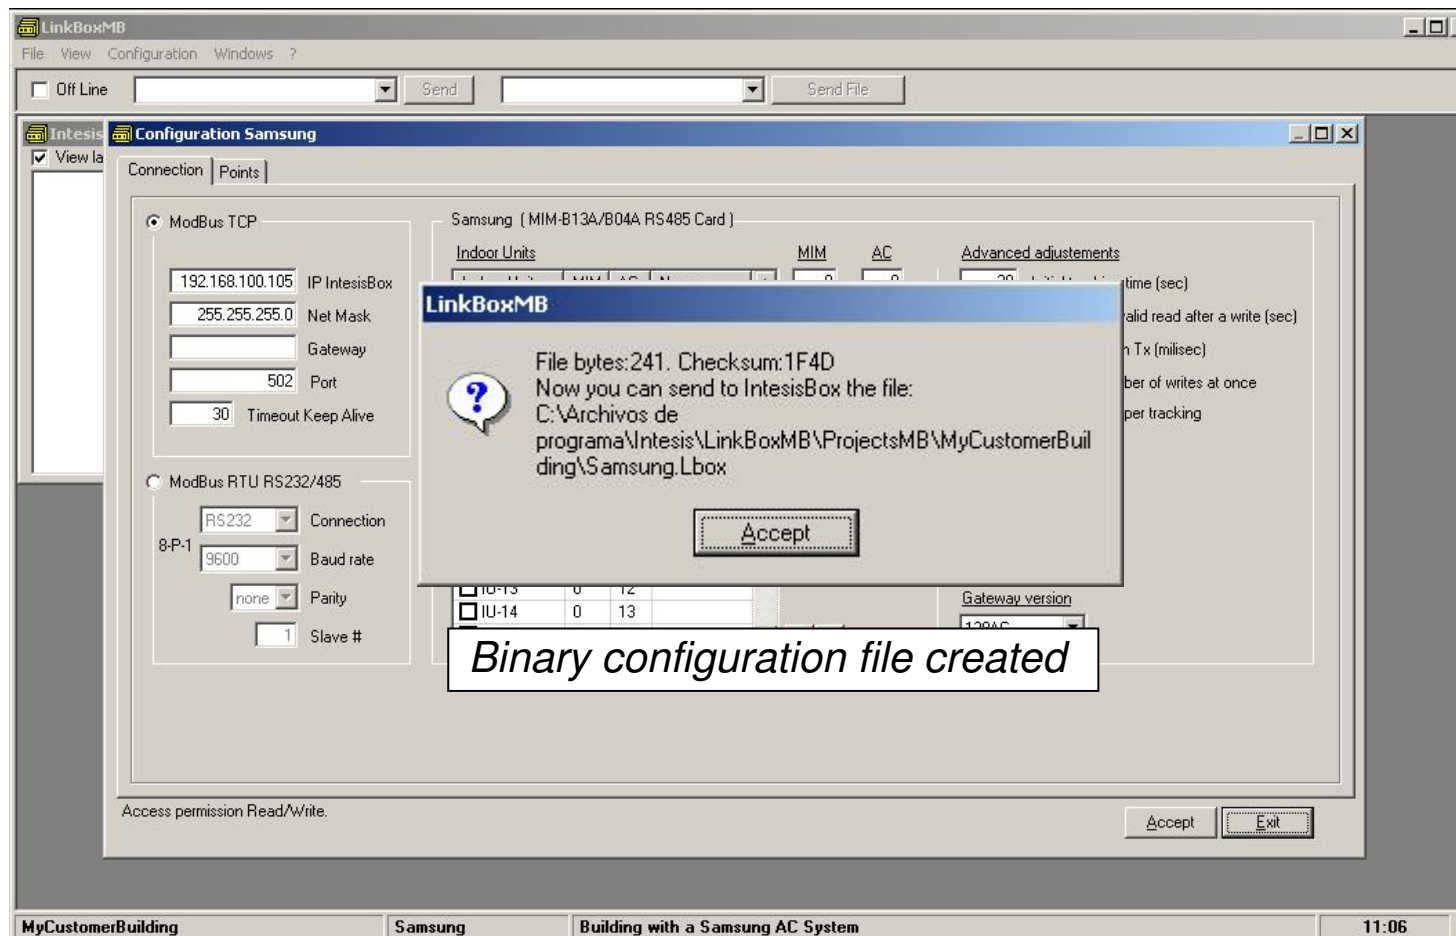 LinkBoxMB
File View Configuration Windows ?
Off Line Send Send File
Intesis
View la
Configuration Samsung
Connection Points
ModBus TCP
192.168.100.105 IP IntesisBox
255.255.255.0 Net Mask
Gateway
502 Port
30 Timeout Keep Alive
ModBus RTU RS232/485
8-P-1
RS232 Connection
9600 Baud rate
none Parity
1 Slave #
Samsung ( MIM-B13A/B04A RS485 Card )
Indoor Units MIM AC Advanced adjustements
time (sec)
alid read after a write (sec)
n Tx (milisec)
ber of writes at once
per tracking
LinkBoxMB
File bytes:241. Checksum:1F4D
Now you can send to IntesisBox the file:
C:\Archivos de
programa\Intesis\LinkBoxMB\ProjectsMB\MyCustomerBuil
ding\Samsung.Lbox
Accept
IU-13 0 12
IU-14 0 13
Gateway version
Binary configuration file created
Access permission Read/Write.
Accept Exit
MyCustomerBuilding Samsung Building with a Samsung AC System 11:06